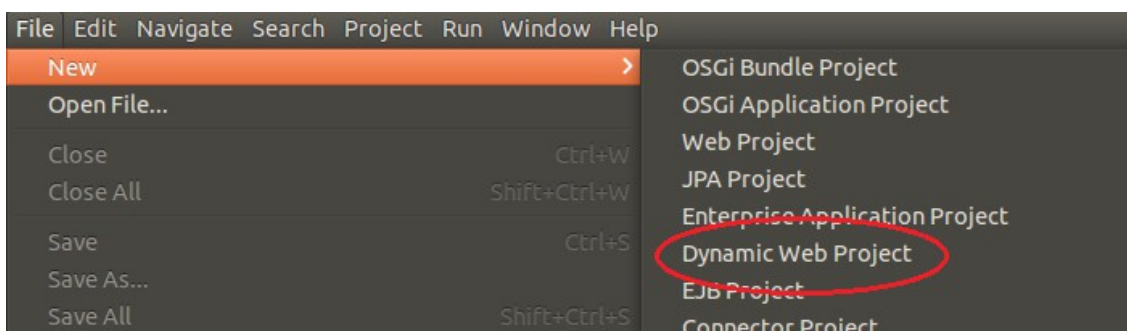 File Edit Navigate Search Project Run Window Help
New
Open File...
Close Ctrl+W
Close All Shift+Ctrl+W
Save Ctrl+S
Save As...
Save All Shift+Ctrl+S
OSGi Bundle Project
OSGi Application Project
Web Project
JPA Project
Enterprise Application Project
Dynamic Web Project
EJB Project
Connector Project